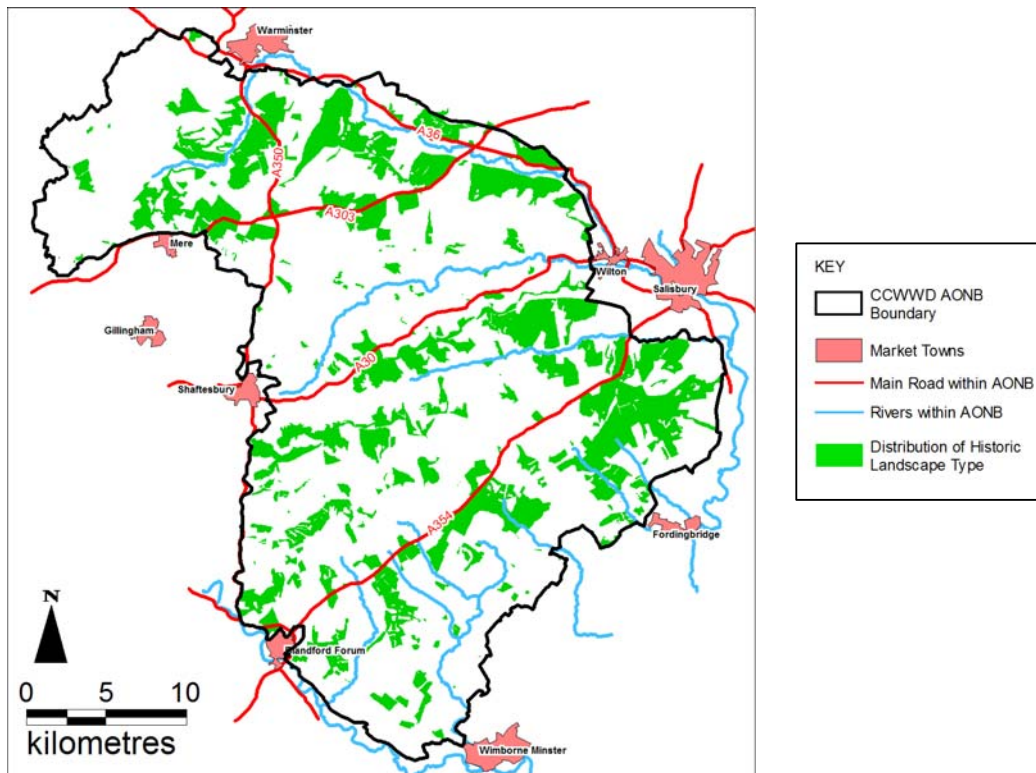 Warminster
A36
A350
A303
Mere
Wilton
Salisbury
Gillingham
A30
Shaftesbury
A354
Fordingbridge
N
Blandford Forum
0 5 10
kilometres
Wimborne Minster
KEY
CCWWD AONB
Boundary
Market Towns
Main Road within AONB
Rivers within AONB
Distribution of Historic
Landscape Type